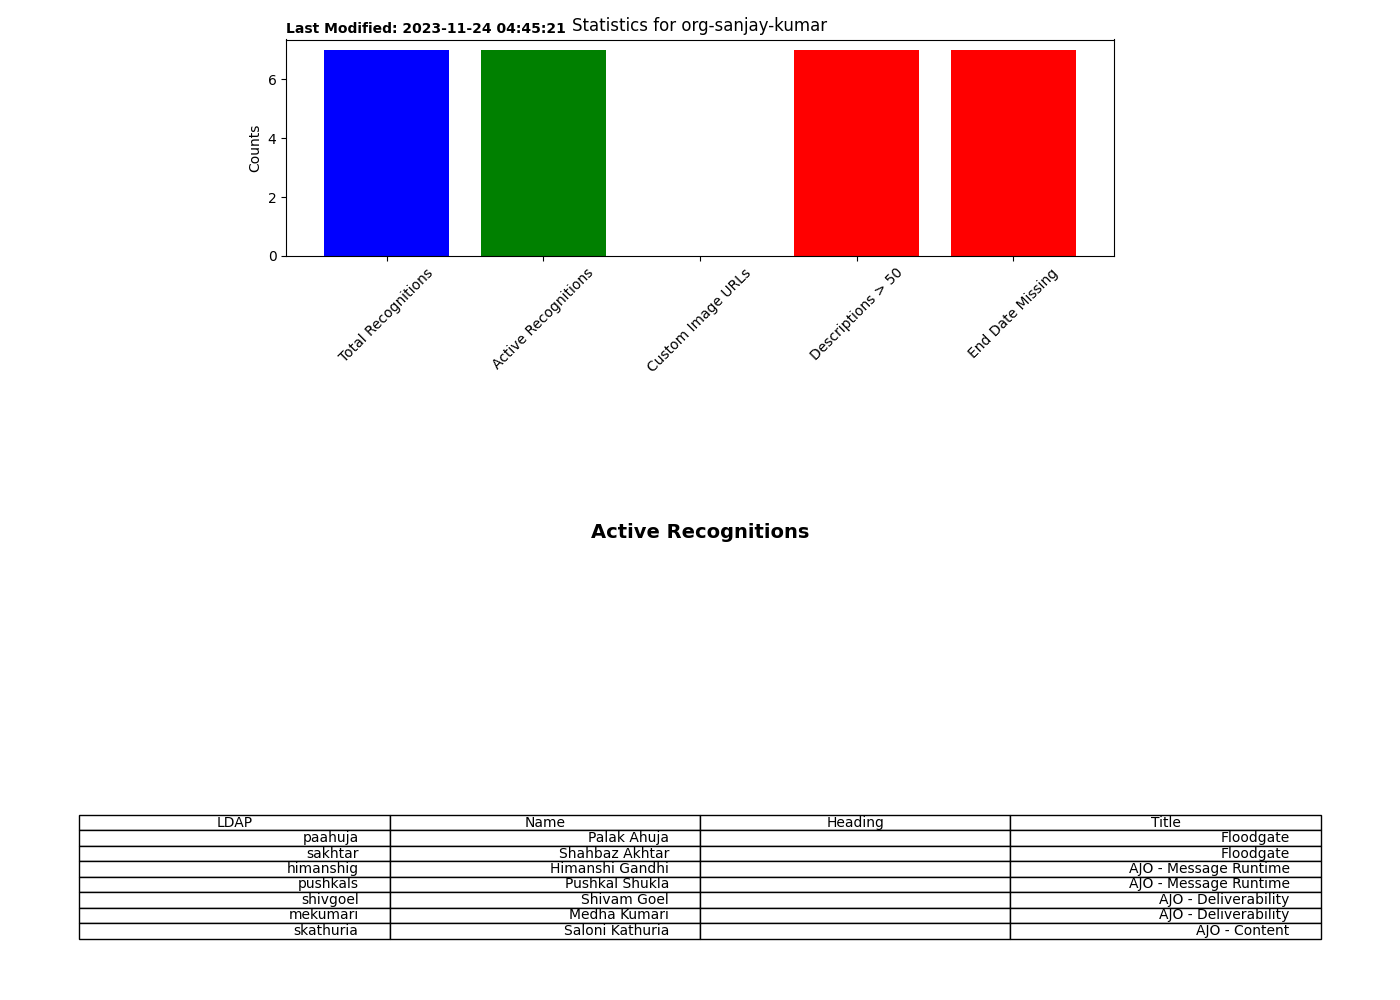 Last Modified: 2023-11-24 04:45:21 Statistics for org-sanjay-kumar
Counts
6
4
2
0
Total Recognitions
Active Recognitions
Custom Image URLs
Descriptions > 50
End Date Missing
Active Recognitions
LDAP Name Heading Title
paahuja Palak Ahuja Floodgate
sakhtar Shahbaz Akhtar Floodgate
himanshig Himanshi Gandhi AJO - Message Runtime
pushkals Pushkal Shukla AJO - Message Runtime
shivgoel Shivam Goel AJO - Deliverability
mekumari Medha Kumari AJO - Deliverability
skathuria Saloni Kathuria AJO - Content